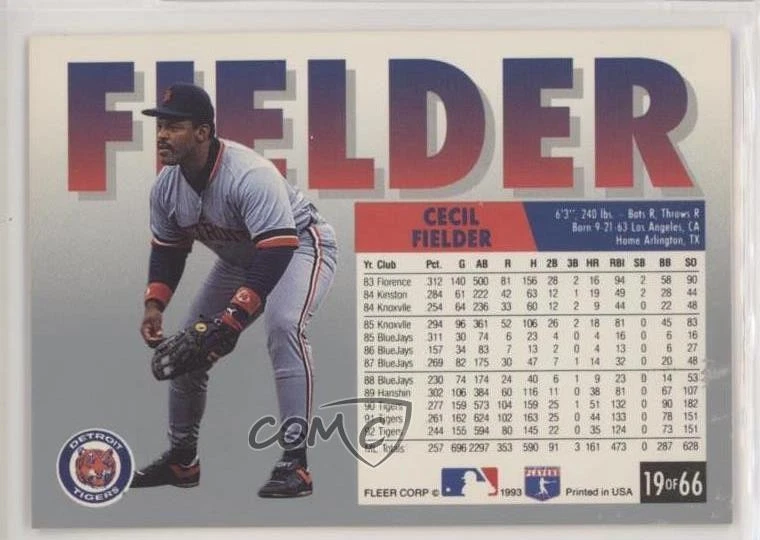 FIELDER
CECIL
FIELDER
6'3", 240 lbs. - Bats R, Throws R
Born 9-21-63 Los Angeles, CA
Home Arlington, TX
Yr. Club Pct. G AB R H 2B 3B HR RBI SB BB SO
83 Florence 312 140 500 81 156 28 2 16 94 2 58 90
84 Kinston 284 61 222 42 63 12 1 19 49 2 28 44
84 Knoxvlle 254 64 236 33 60 12 2 9 44 0 22 48
85 Knoxvlle 294 96 361 52 106 26 2 18 81 0 45 83
85 BlueJays 311 30 74 6 23 4 0 4 16 0 6 16
86 BlueJays 157 34 83 7 13 2 0 4 13 0 6 27
87 BlueJays 269 82 175 30 47 7 1 14 32 0 20 48
88 BlueJays 230 74 174 24 40 6 1 9 23 0 14 53
89 Hanshin 302 106 384 60 116 11 0 38 81 0 67 107
90 Tigers 277 159 573 104 159 25 1 51 132 0 90 182
91 Tigers 261 162 624 102 163 25 0 44 133 0 78 151
92 Tigers 244 155 594 80 145 22 0 35 124 0 73 151
ML Totals 257 696 2297 353 590 91 3 161 473 0 287 628
COMC
DETROIT
TIGERS
FLEER CORP © 1993 PLAYERS Printed in USA 19 OF 66